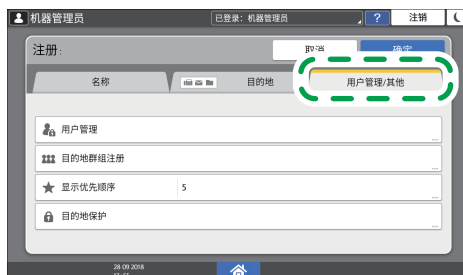 机器管理员
已登录: 机器管理员
?
注销
注册:
取消
确定
名称
目的地
用户管理/其他
用户管理
目的地群组注册
显示优先顺序
5
目的地保护
28 09 2018